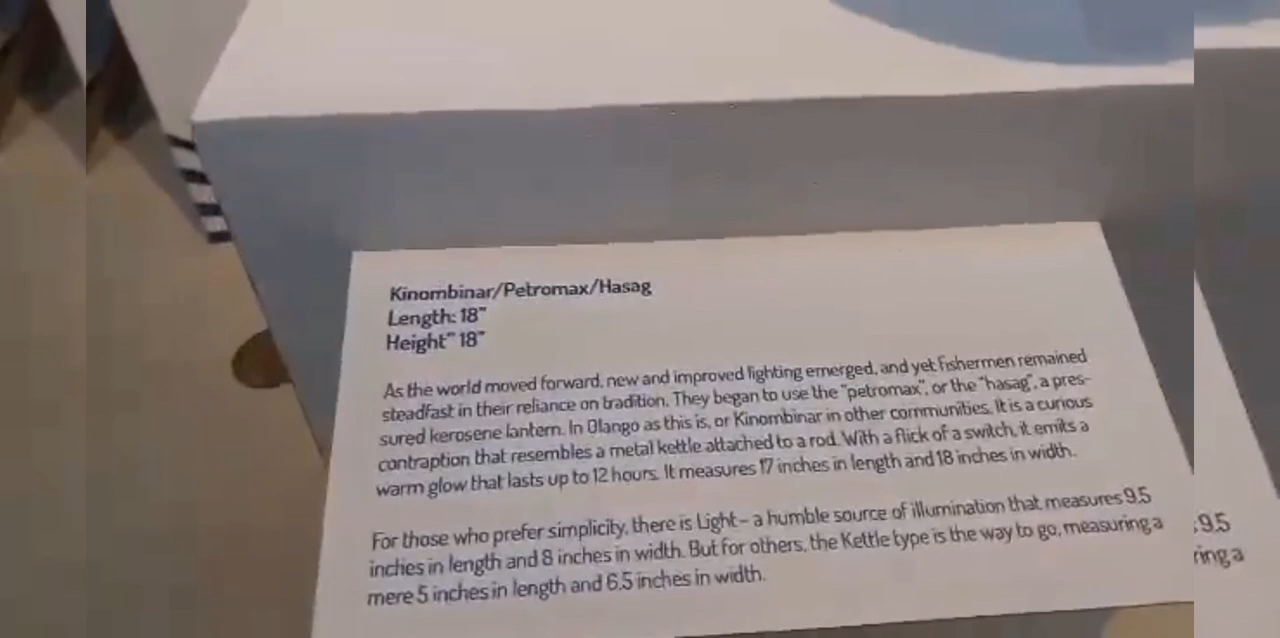 Kinombinar/Petromax/Hasag
Length: 18"
Height" 18"
As the world moved forward, new and improved lighting emerged, and yet fishermen remained
steadfast in their reliance on tradition. They began to use the "petromax", or the "hasag", a pres-
sured kerosene lantern. In Olango as this is, or Kinombinar in other communities. It is a curious
contraption that resembles a metal kettle attached to a rod. With a flick of a switch, it emits a
warm glow that lasts up to 12 hours. It measures 17 inches in length and 18 inches in width.
For those who prefer simplicity, there is Light – a humble source of illumination that measures 9.5
inches in length and 8 inches in width. But for others, the Kettle type is the way to go, measuring a
mere 5 inches in length and 6.5 inches in width.
9.5
ring a